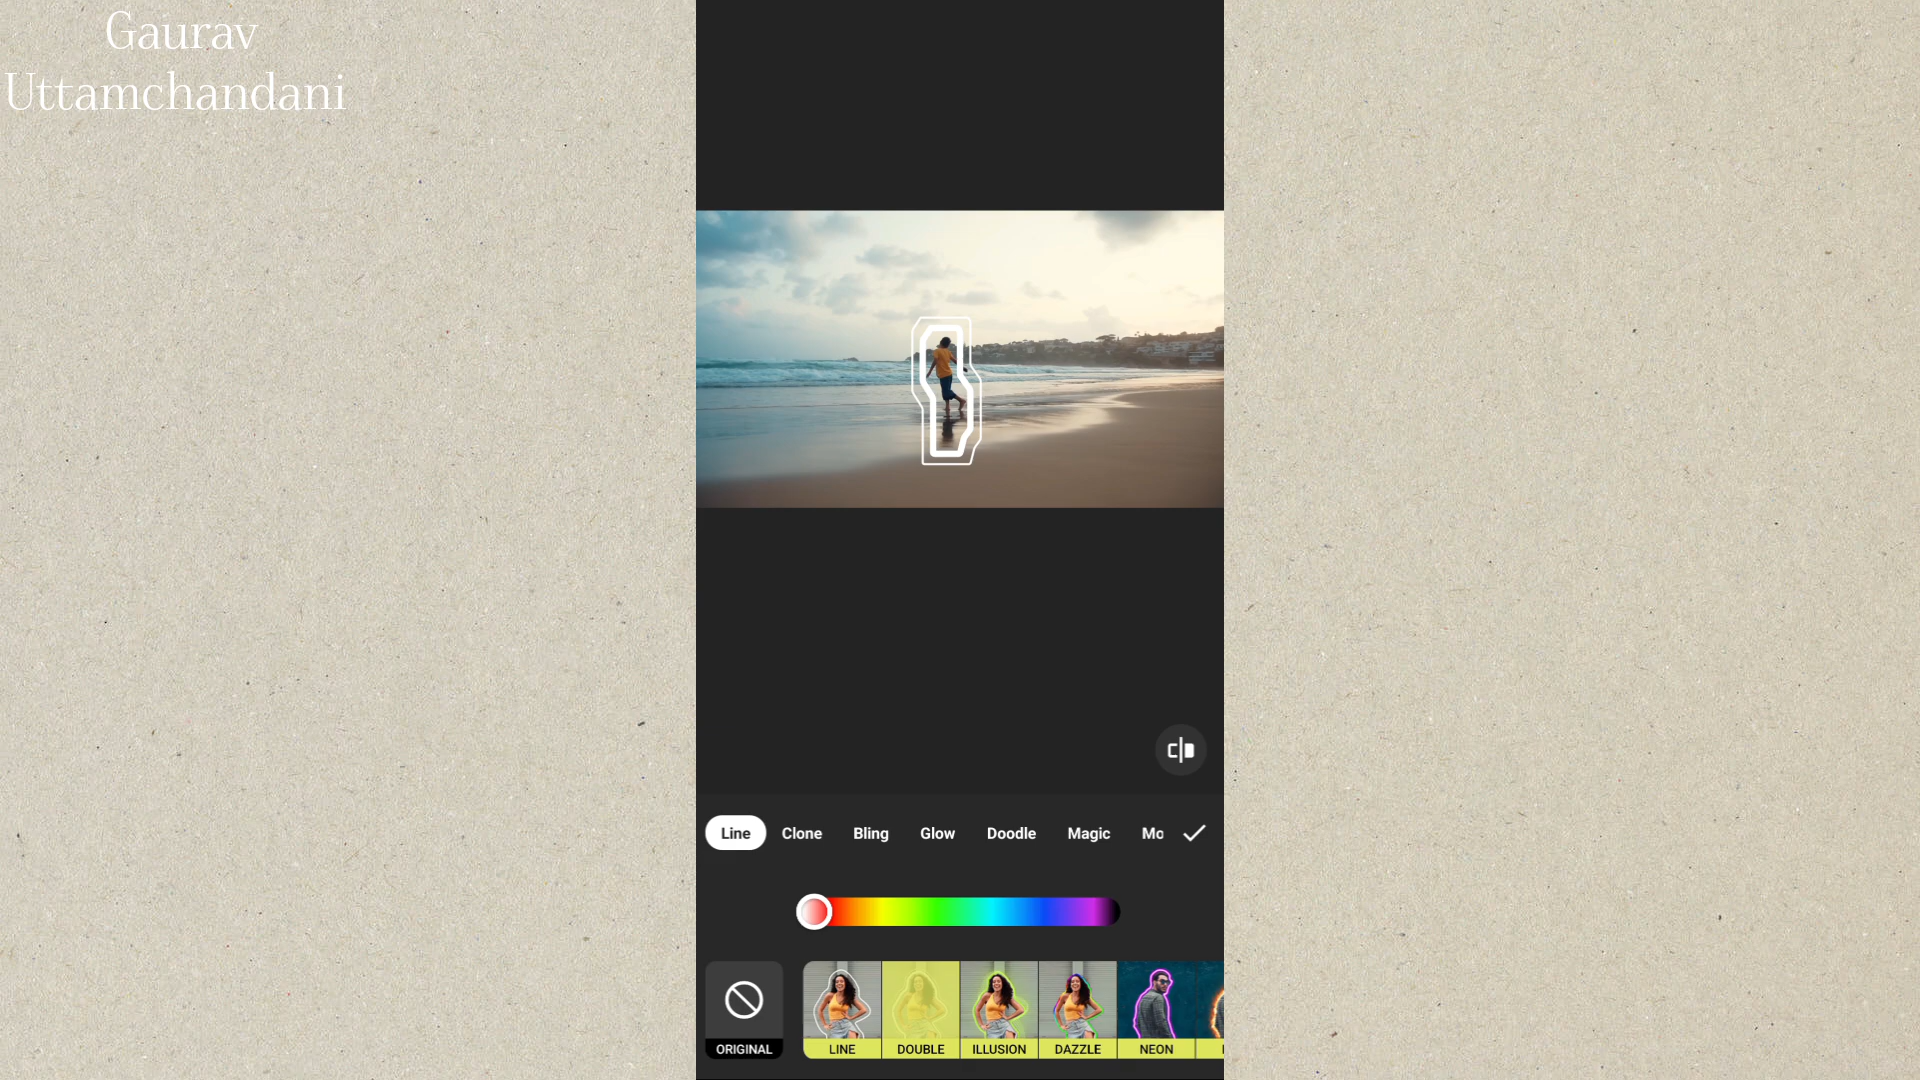 Gaurav
Uttamchandani
Line Clone Bling Glow Doodle Magic Mo
ORIGINAL LINE DOUBLE ILLUSION DAZZLE NEON